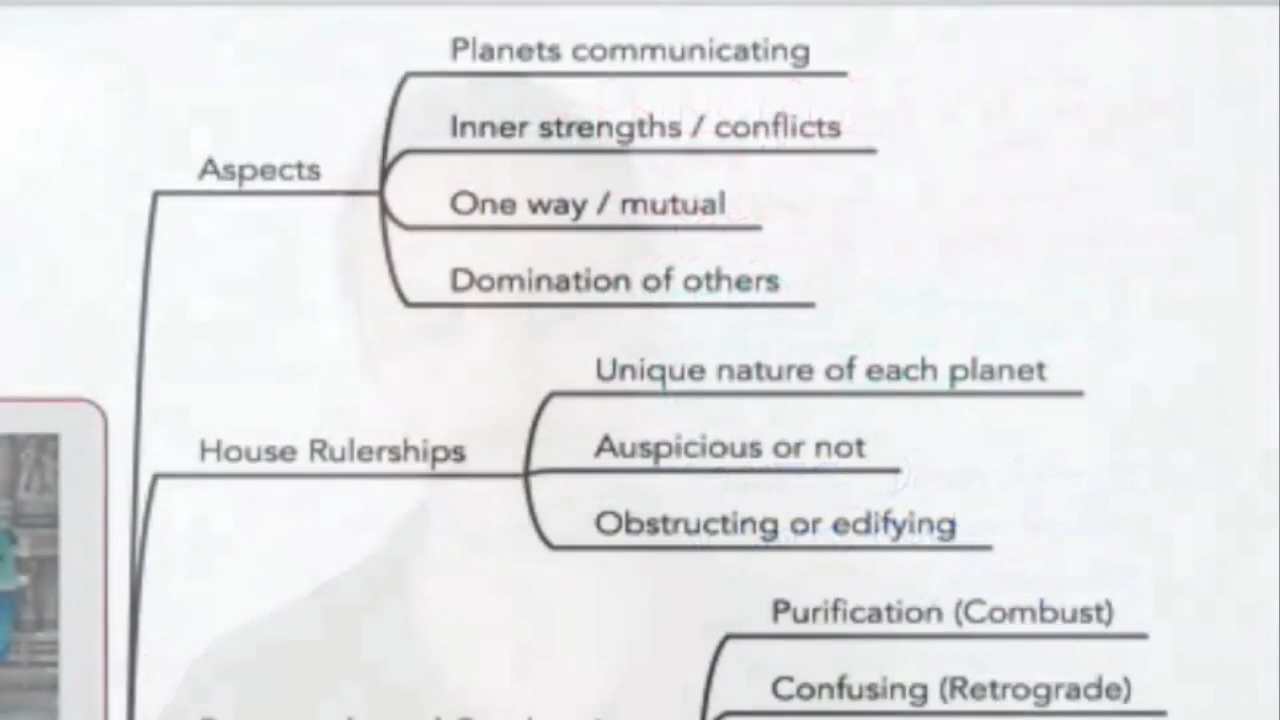 Planets communicating
Inner strengths / conflicts
Aspects
One way / mutual
Domination of others
Unique nature of each planet
House Rulerships
Auspicious or not
Obstructing or edifying
Purification (Combust)
Confusing (Retrograde)